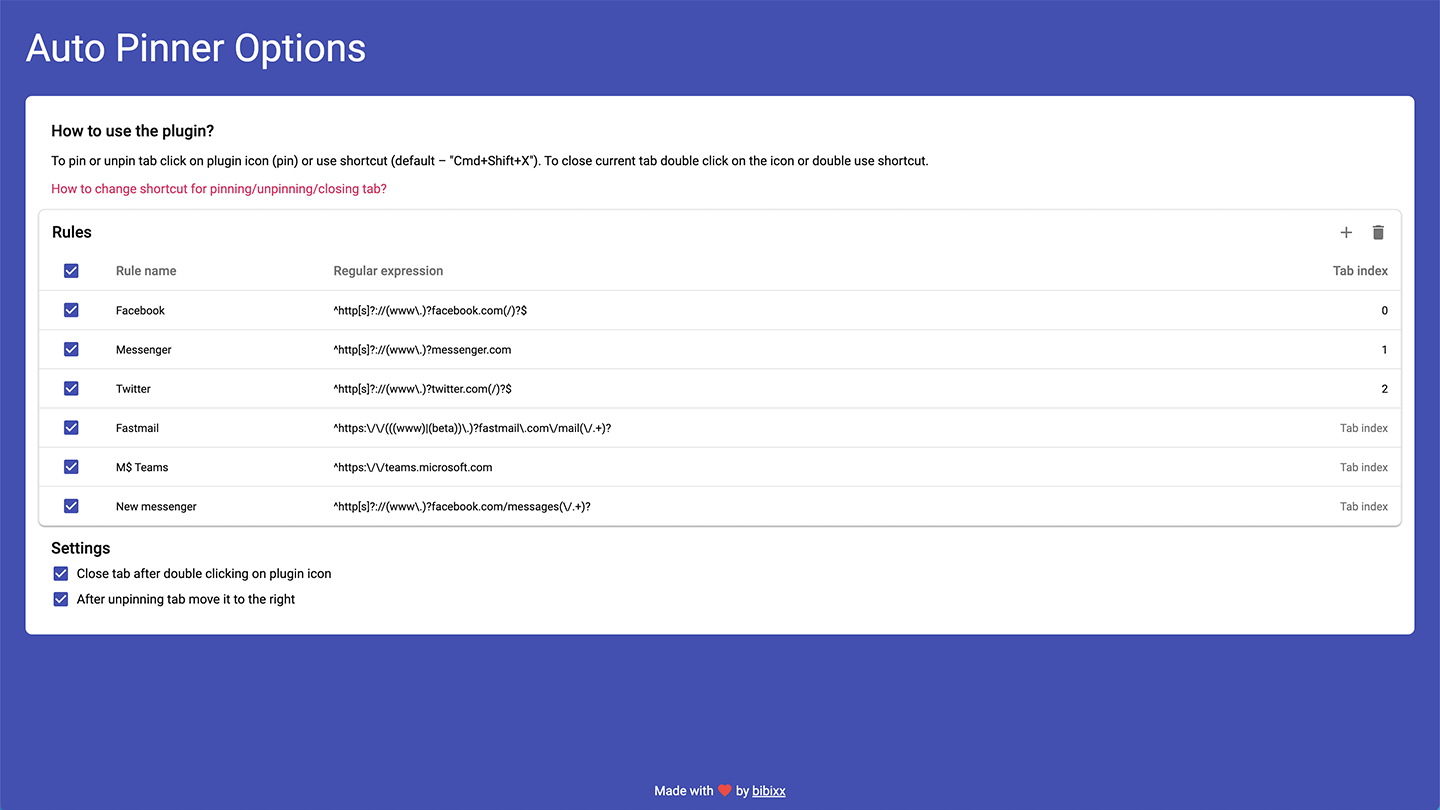 Auto Pinner Options
How to use the plugin?
To pin or unpin tab click on plugin icon (pin) or use shortcut (default – "Cmd+Shift+X"). To close current tab double click on the icon or double use shortcut.
How to change shortcut for pinning/unpinning/closing tab?
Rules
Rule name Regular expression Tab index
Facebook ^http[s]?://(www\.)?facebook.com(/)?$ 0
Messenger ^http[s]?://(www\.)?messenger.com 1
Twitter ^http[s]?://(www\.)?twitter.com(/)?$ 2
Fastmail ^https:\/\/(((www)|(beta))\.)?fastmail\.com\/mail(\/.+)? Tab index
M$ Teams ^https:\/\/teams.microsoft.com Tab index
New messenger ^http[s]?://(www\.)?facebook.com/messages(\/.+)? Tab index
Settings
Close tab after double clicking on plugin icon
After unpinning tab move it to the right
Made with ❤ by bibixx